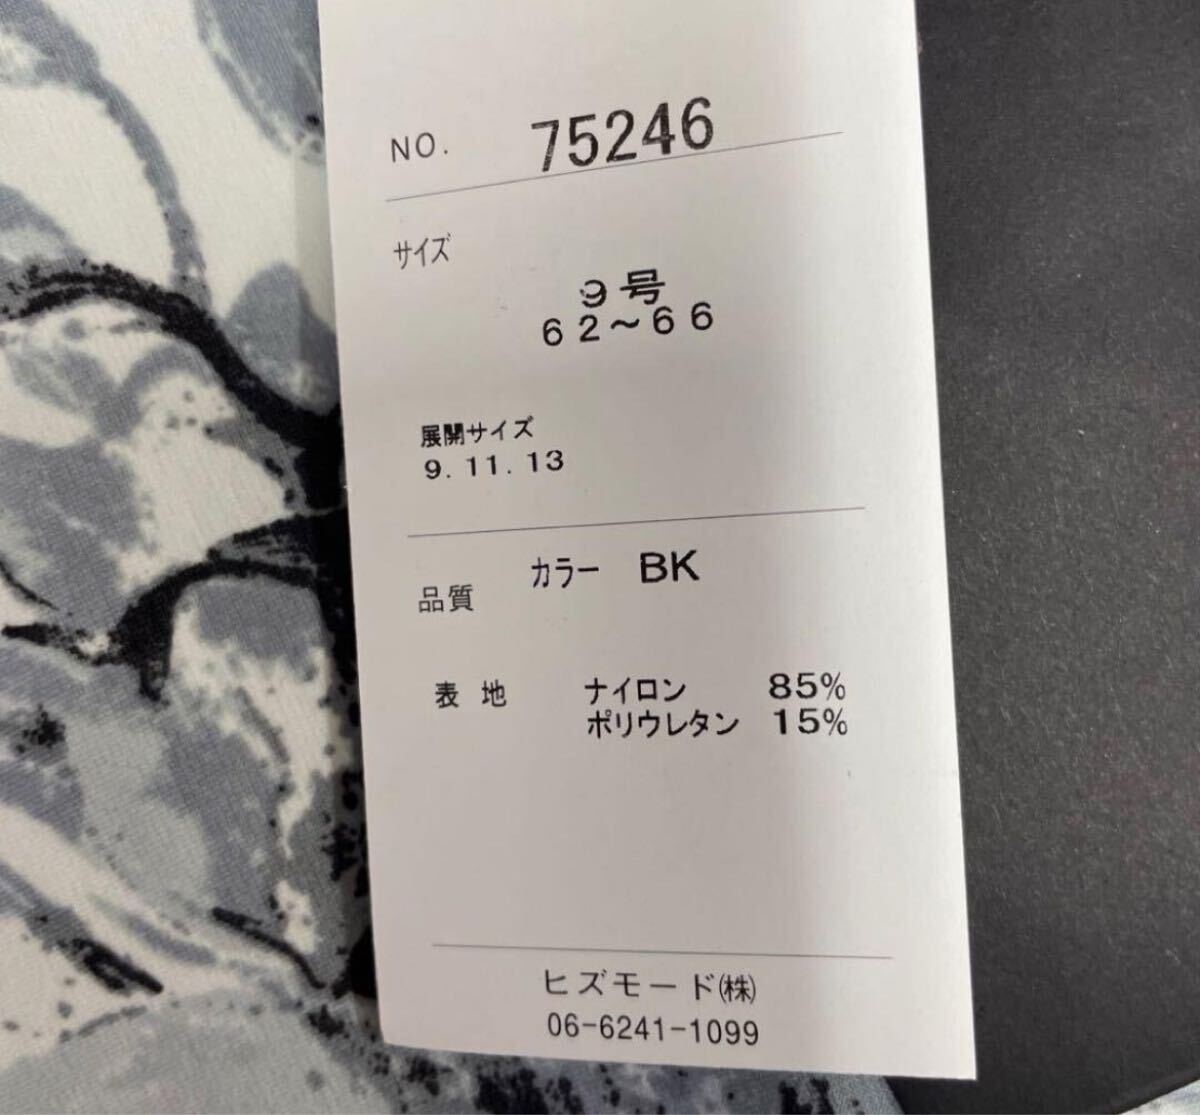 NO. 75246
サイズ
9号
62～66
展開サイズ
9. 11. 13
カラー BK
品質
表 地 ナイロン 85%
ポリウレタン 15%
ヒズモード㈱
06-6241-1099